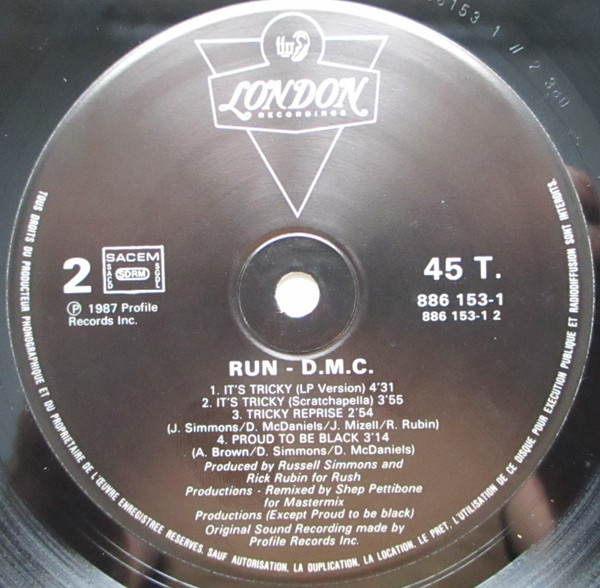 LONDON
RECORDINGS
2
SACEM
SACD
SDRM
SGDL
45 T.
℗ 1987 Profile
Records Inc.
886 153-1
886 153-1 2
RUN - D.M.C.
1. IT'S TRICKY (LP Version) 4'31
2. IT'S TRICKY (Scratchapella) 3'55
3. TRICKY REPRISE 2'54
(J. Simmons/D. McDaniels/J. Mizell/R. Rubin)
4. PROUD TO BE BLACK 3'14
(A. Brown/D. Simmons/D. McDaniels)
Produced by Russell Simmons and
Rick Rubin for Rush
Productions - Remixed by Shep Pettibone
for Mastermix
Productions (Except Proud to be black)
Original Sound Recording made by
Profile Records Inc.
TOUS DROITS DU PRODUCTEUR PHONOGRAPHIQUE ET DU PROPRIETAIRE DE L'ŒUVRE ENREGISTREE RESERVES. SAUF AUTORISATION, LA DUPLICATION, LA LOCATION, LE PRET, L'UTILISATION DE CE DISQUE POUR EXECUTION PUBLIQUE ET RADIODIFFUSION SONT INTERDITS.